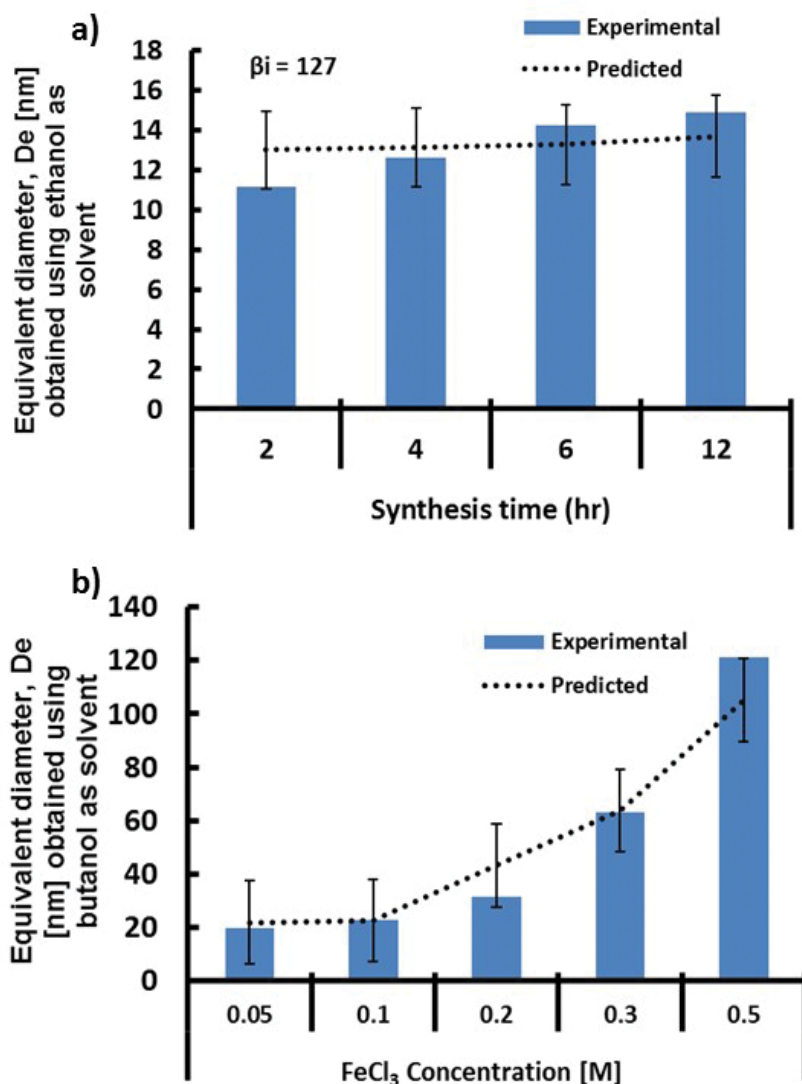 a)
Experimental
Predicted
βi = 127
18
16
14
12
10
8
6
4
2
0
Equivalent diameter, De [nm]
obtained using ethanol as
solvent
2 4 6 12
Synthesis time (hr)
b)
Experimental
Predicted
140
120
100
80
60
40
20
0
Equivalent diameter, De
[nm] obtained using
butanol as solvent
0.05 0.1 0.2 0.3 0.5
FeCl₃ Concentration [M]